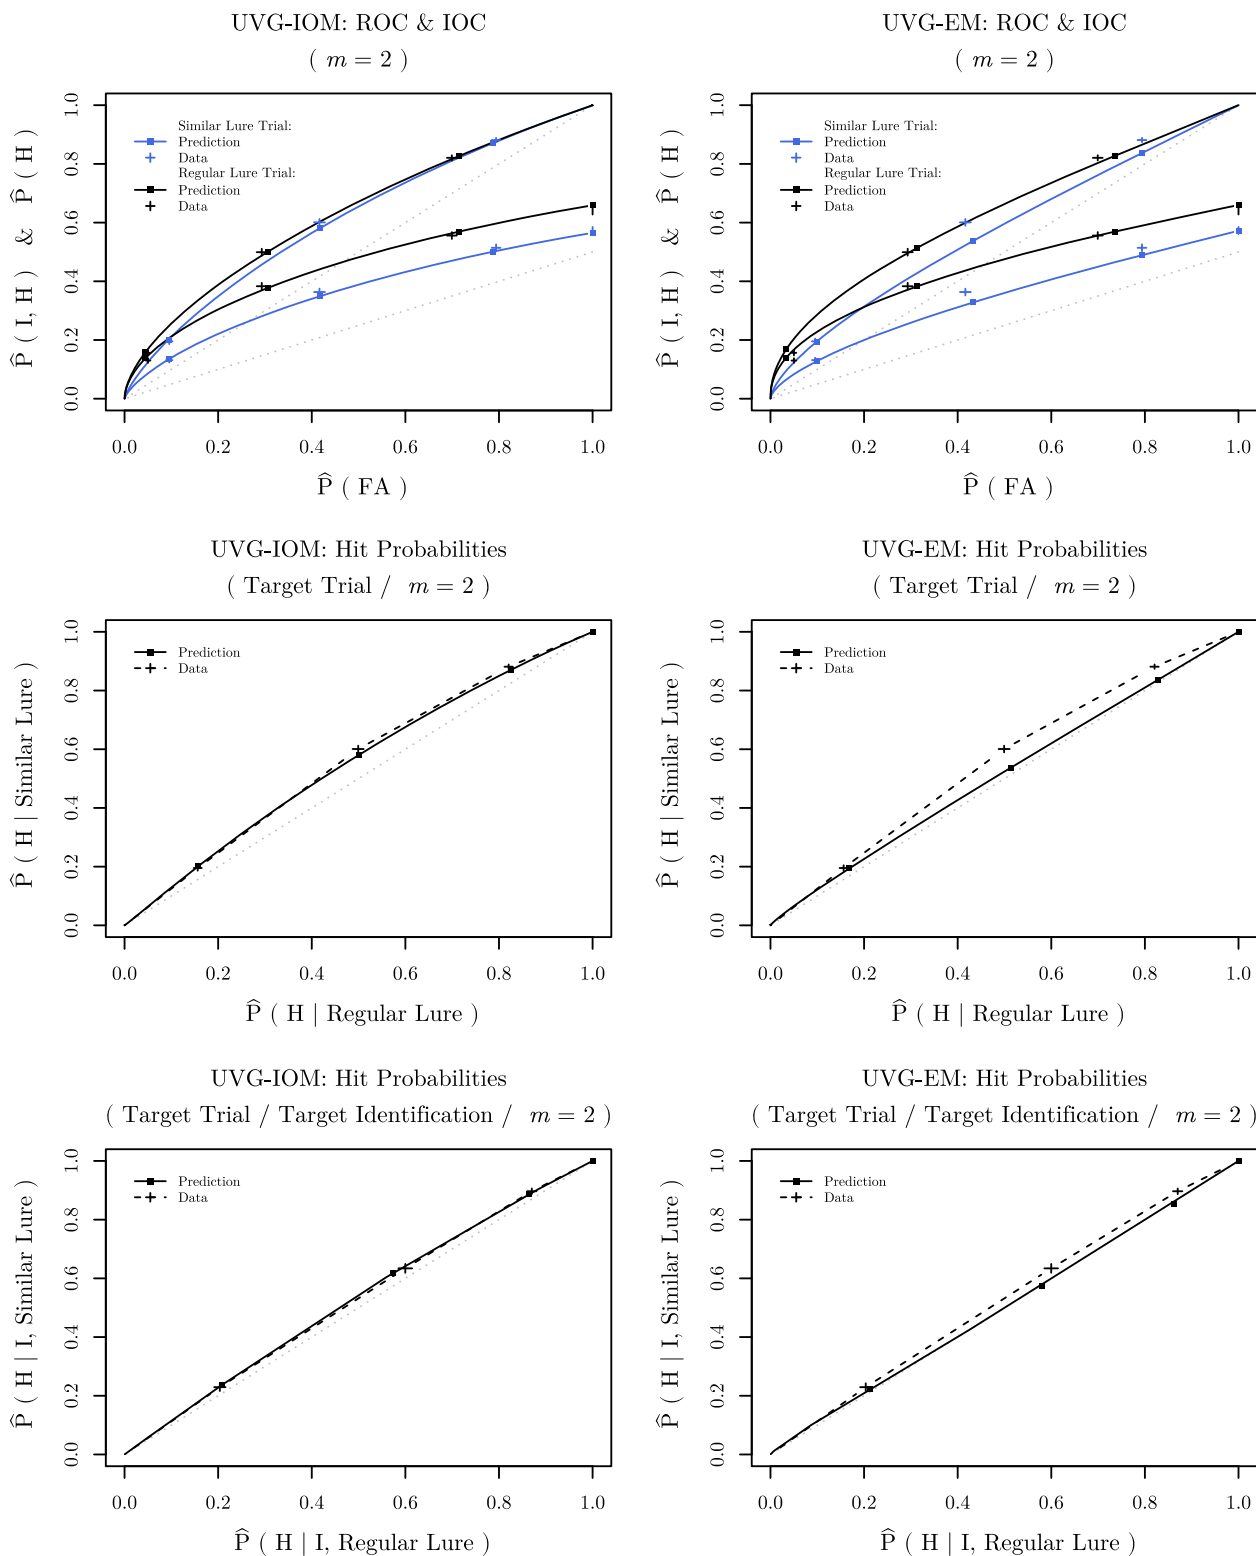 UVG-IOM: ROC & IOC
( m = 2 )
P̂ ( I, H ) & P̂ ( H )
1.0
0.8
0.6
0.4
0.2
0.0
Similar Lure Trial:
Prediction
Data
Regular Lure Trial:
Prediction
Data
0.0 0.2 0.4 0.6 0.8 1.0
P̂ ( FA )
UVG-EM: ROC & IOC
( m = 2 )
P̂ ( I, H ) & P̂ ( H )
1.0
0.8
0.6
0.4
0.2
0.0
Similar Lure Trial:
Prediction
Data
Regular Lure Trial:
Prediction
Data
0.0 0.2 0.4 0.6 0.8 1.0
P̂ ( FA )
UVG-IOM: Hit Probabilities
( Target Trial / m = 2 )
P̂ ( H | Similar Lure )
1.0
0.8
0.6
0.4
0.2
0.0
Prediction
Data
0.0 0.2 0.4 0.6 0.8 1.0
P̂ ( H | Regular Lure )
UVG-EM: Hit Probabilities
( Target Trial / m = 2 )
P̂ ( H | Similar Lure )
1.0
0.8
0.6
0.4
0.2
0.0
Prediction
Data
0.0 0.2 0.4 0.6 0.8 1.0
P̂ ( H | Regular Lure )
UVG-IOM: Hit Probabilities
( Target Trial / Target Identification / m = 2 )
P̂ ( H | I, Similar Lure )
1.0
0.8
0.6
0.4
0.2
0.0
Prediction
Data
0.0 0.2 0.4 0.6 0.8 1.0
P̂ ( H | I, Regular Lure )
UVG-EM: Hit Probabilities
( Target Trial / Target Identification / m = 2 )
P̂ ( H | I, Similar Lure )
1.0
0.8
0.6
0.4
0.2
0.0
Prediction
Data
0.0 0.2 0.4 0.6 0.8 1.0
P̂ ( H | I, Regular Lure )